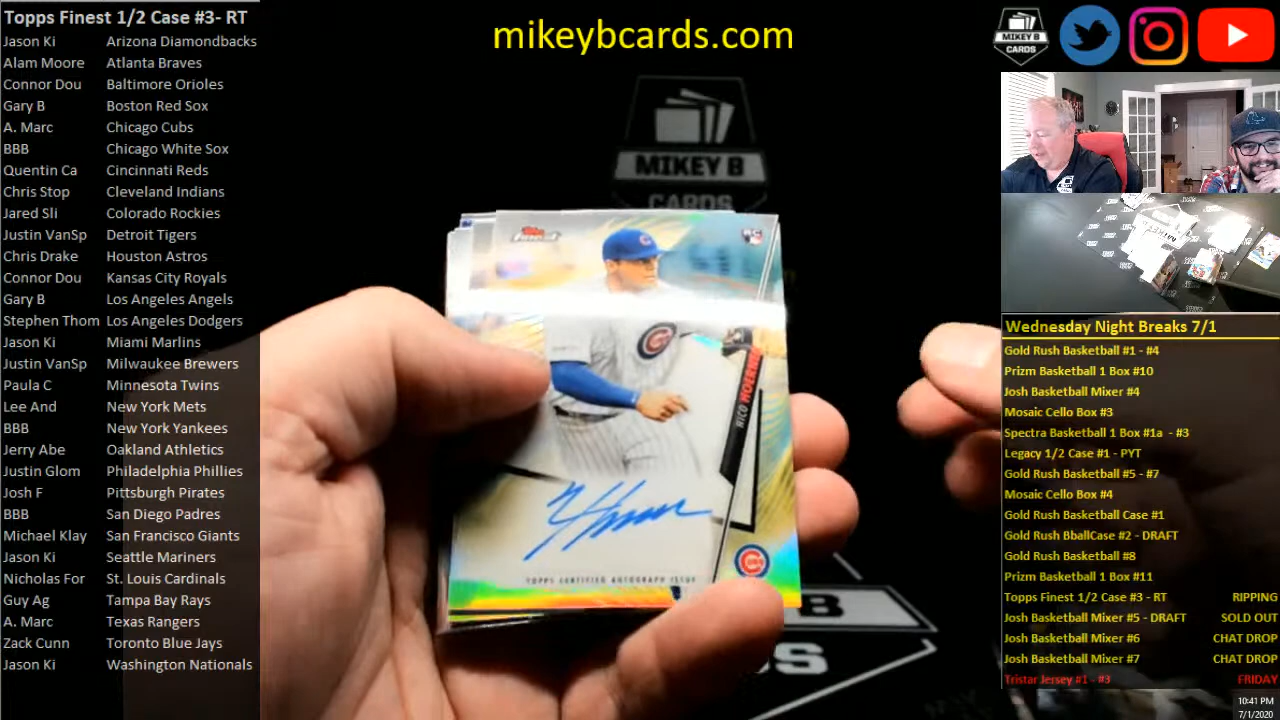 Topps Finest 1/2 Case #3- RT
Jason Ki Arizona Diamondbacks
Alam Moore Atlanta Braves
Connor Dou Baltimore Orioles
Gary B Boston Red Sox
A. Marc Chicago Cubs
BBB Chicago White Sox
Quentin Ca Cincinnati Reds
Chris Stop Cleveland Indians
Jared Sli Colorado Rockies
Justin VanSp Detroit Tigers
Chris Drake Houston Astros
Connor Dou Kansas City Royals
Gary B Los Angeles Angels
Stephen Thom Los Angeles Dodgers
Jason Ki Miami Marlins
Justin VanSp Milwaukee Brewers
Paula C Minnesota Twins
Lee And New York Mets
BBB New York Yankees
Jerry Abe Oakland Athletics
Justin Glom Philadelphia Phillies
Josh F Pittsburgh Pirates
BBB San Diego Padres
Michael Klay San Francisco Giants
Jason Ki Seattle Mariners
Nicholas For St. Louis Cardinals
Guy Ag Tampa Bay Rays
A. Marc Texas Rangers
Zack Cunn Toronto Blue Jays
Jason Ki Washington Nationals
mikeybcards.com
MIKEY B
CARDS
Topps
Finest
RC
NICO HOERNER
TOPPS CERTIFIED AUTOGRAPH ISSUE
MIKEY B
CARDS
Wednesday Night Breaks 7/1
Gold Rush Basketball #1 - #4
Prizm Basketball 1 Box #10
Josh Basketball Mixer #4
Mosaic Cello Box #3
Spectra Basketball 1 Box #1a - #3
Legacy 1/2 Case #1 - PYT
Gold Rush Basketball #5 - #7
Mosaic Cello Box #4
Gold Rush Basketball Case #1
Gold Rush BballCase #2 - DRAFT
Gold Rush Basketball #8
Prizm Basketball 1 Box #11
Topps Finest 1/2 Case #3 - RT RIPPING
Josh Basketball Mixer #5 - DRAFT SOLD OUT
Josh Basketball Mixer #6 CHAT DROP
Josh Basketball Mixer #7 CHAT DROP
Tristar Jersey #1 - #3 FRIDAY
10:41 PM
7/1/2020